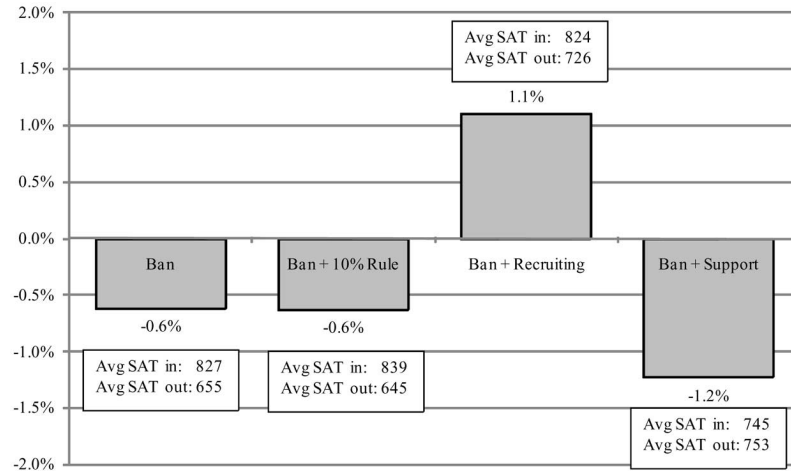 2.0%
1.5%
1.0%
0.5%
0.0%
-0.5%
-1.0%
-1.5%
-2.0%
Avg SAT in: 824
Avg SAT out: 726
1.1%
Ban
Ban + 10% Rule
Ban + Recruiting
Ban + Support
-0.6%
-0.6%
-1.2%
Avg SAT in: 827
Avg SAT out: 655
Avg SAT in: 839
Avg SAT out: 645
Avg SAT in: 745
Avg SAT out: 753